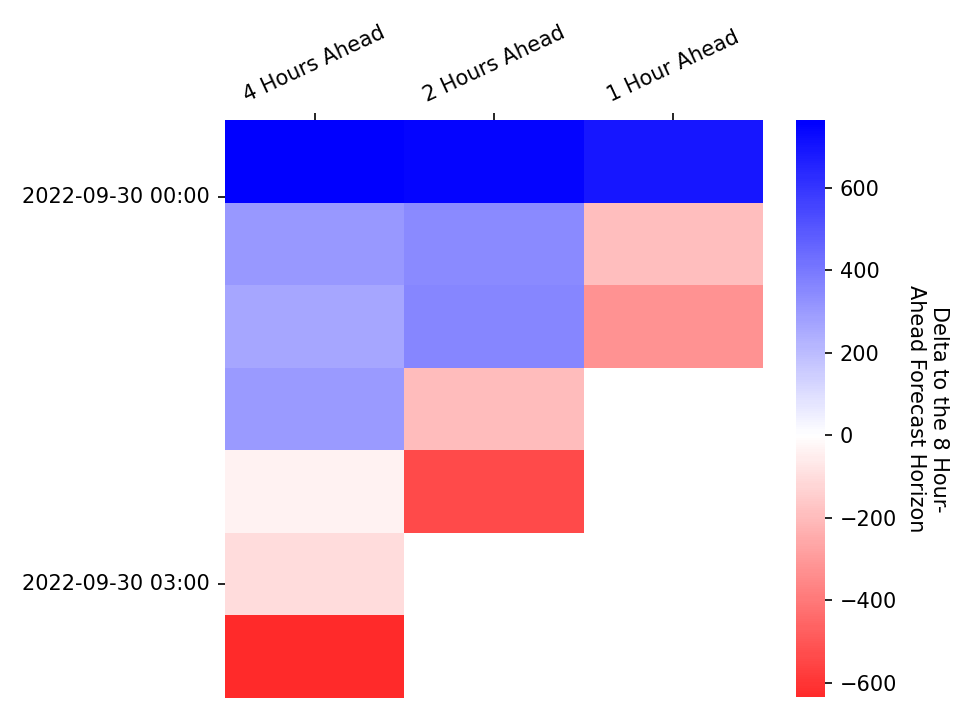 4 Hours Ahead
2 Hours Ahead
1 Hour Ahead
2022-09-30 00:00
2022-09-30 03:00
600
400
200
0
−200
−400
−600
Delta to the 8 Hour-
Ahead Forecast Horizon